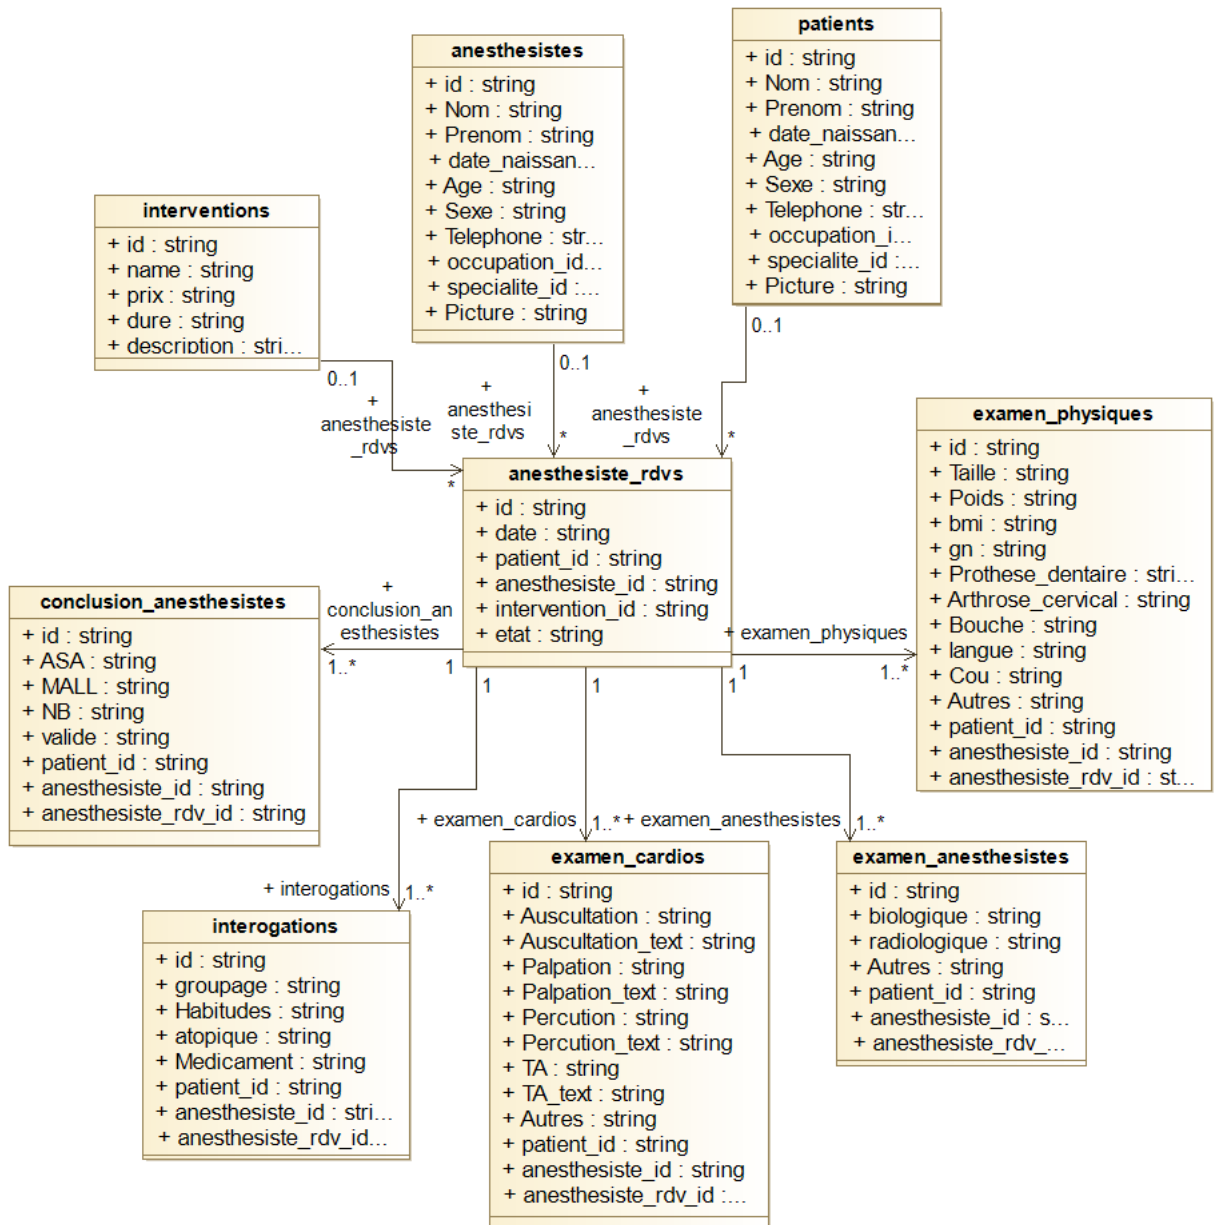 patients
+ id : string
+ Nom : string
+ Prenom : string
+ date_naissan...
+ Age : string
+ Sexe : string
+ Telephone : str...
+ occupation_i...
+ specialite_id :...
+ Picture : string
0..1
anesthesistes
+ id : string
+ Nom : string
+ Prenom : string
+ date_naissan...
+ Age : string
+ Sexe : string
+ Telephone : str...
+ occupation_id...
+ specialite_id :...
+ Picture : string
0..1
interventions
+ id : string
+ name : string
+ prix : string
+ dure : string
+ description : stri...
0..1
+
anesthesiste
_rdvs
*
+
anesthesi
ste_rdvs
*
+
anesthesiste
_rdvs
*
anesthesiste_rdvs
+ id : string
+ date : string
+ patient_id : string
+ anesthesiste_id : string
+ intervention_id : string
+ etat : string
examen_physiques
+ id : string
+ Taille : string
+ Poids : string
+ bmi : string
+ gn : string
+ Prothese_dentaire : stri...
+ Arthrose_cervical : string
+ Bouche : string
+ langue : string
+ Cou : string
+ Autres : string
+ patient_id : string
+ anesthesiste_id : string
+ anesthesiste_rdv_id : st...
+ examen_physiques
1
1..*
conclusion_anesthesistes
+ id : string
+ ASA : string
+ MALL : string
+ NB : string
+ valide : string
+ patient_id : string
+ anesthesiste_id : string
+ anesthesiste_rdv_id : string
+
conclusion_an
esthesistes
1..*
1
1
1
1
+ interogations
1..*
+ examen_cardios
1..*
+ examen_anesthesistes
1..*
interogations
+ id : string
+ groupage : string
+ Habitudes : string
+ atopique : string
+ Medicament : string
+ patient_id : string
+ anesthesiste_id : stri...
+ anesthesiste_rdv_id...
examen_cardios
+ id : string
+ Auscultation : string
+ Auscultation_text : string
+ Palpation : string
+ Palpation_text : string
+ Percution : string
+ Percution_text : string
+ TA : string
+ TA_text : string
+ Autres : string
+ patient_id : string
+ anesthesiste_id : string
+ anesthesiste_rdv_id :...
examen_anesthesistes
+ id : string
+ biologique : string
+ radiologique : string
+ Autres : string
+ patient_id : string
+ anesthesiste_id : s...
+ anesthesiste_rdv_...